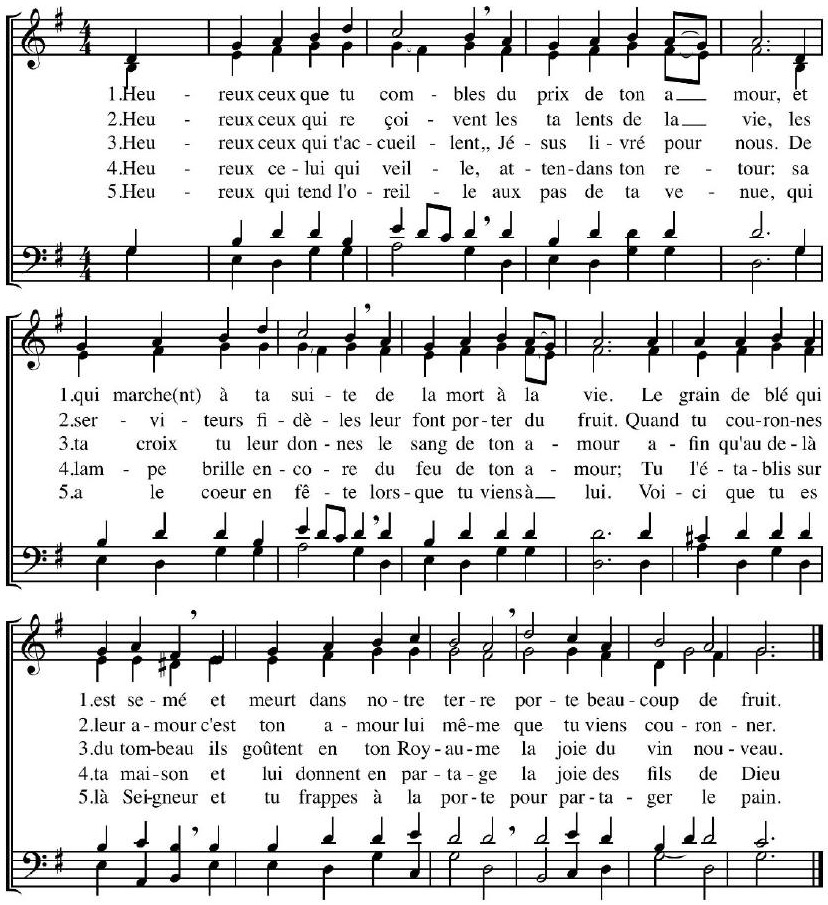 1.Heu - reux ceux que tu com - bles du prix de ton a mour, et
2.Heu - reux ceux qui re çoi - vent les ta lents de la vie, les
3.Heu - reux ceux qui t'ac - cueil - lent,, Jé - sus li - vré pour nous. De
4.Heu - reux ce - lui qui veil - le, at - ten - dans ton re - tour: sa
5.Heu - reux qui tend l'o - reil - le aux pas de ta ve - nue, qui
1.qui marche(nt) à ta sui - te de la mort à la vie. Le grain de blé qui
2.ser - vi - teurs fi - dè - les leur font por - ter du fruit. Quand tu cou - ron - nes
3.ta croix tu leur don - nes le sang de ton a - mour a - fin qu'au de - là
4.lam - pe brille en - co - re du feu de ton a - mour; Tu l'é - ta - blis sur
5.a le coeur en fê - te lors - que tu viens à lui. Voi - ci que tu es
1.est se - mé et meurt dans no - tre ter - re por - te beau - coup de fruit.
2.leur a - mour c'est ton a - mour lui mê - me que tu viens cou - ron - ner.
3.du tom - beau ils goûtent en ton Roy - au - me la joie du vin nou - veau.
4.ta mai - son et lui donnent en par - ta - ge la joie des fils de Dieu
5.là Sei - gneur et tu frappes à la por - te pour par - ta - ger le pain.